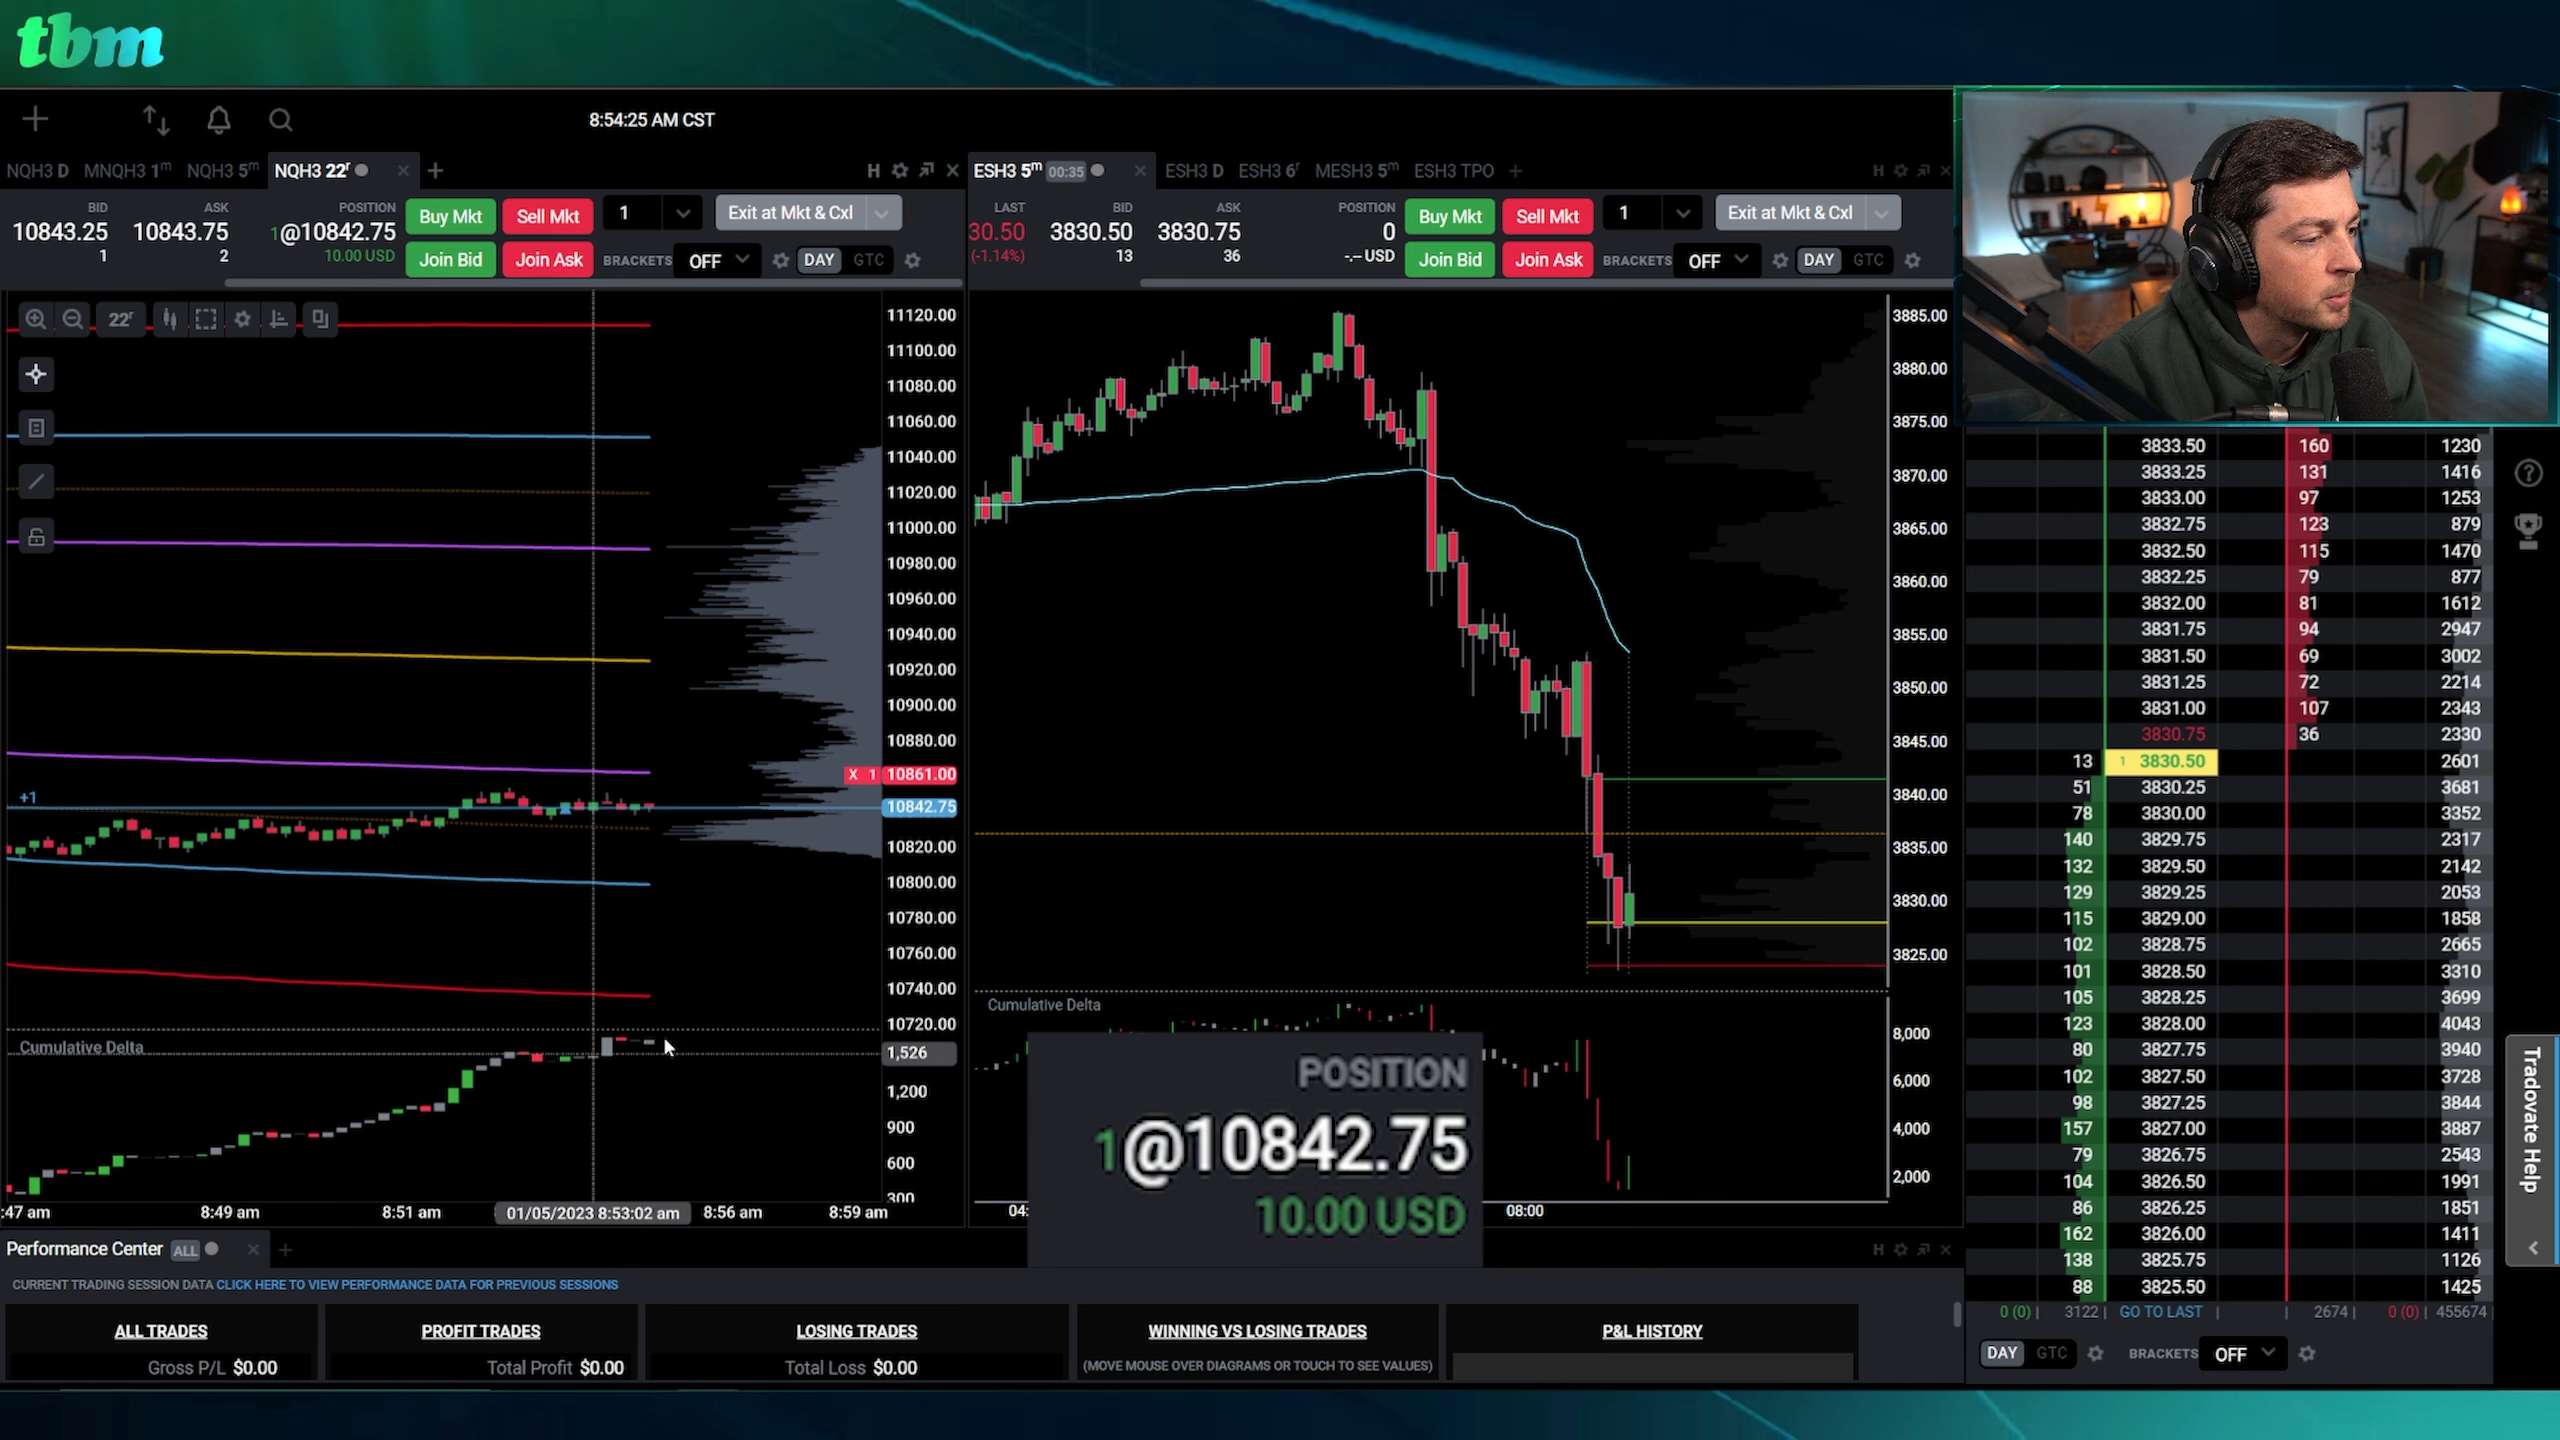 tbm
8:54:25 AM CST
NQH3 D MNQH3 1m NQH3 5m NQH3 22r
H
BID ASK POSITION
10843.25 10843.75 1@10842.75
1 2 10.00 USD
Buy Mkt Sell Mkt 1 Exit at Mkt & Cxl
Join Bid Join Ask BRACKETS OFF DAY GTC
22r
11120.00
11100.00
11080.00
11060.00
11040.00
11020.00
11000.00
10980.00
10960.00
10940.00
10920.00
10900.00
10880.00
X 1 10861.00
+1 10842.75
10820.00
10800.00
10780.00
10760.00
10740.00
10720.00
Cumulative Delta
1,526
1,200
900
600
300
:47 am 8:49 am 8:51 am 01/05/2023 8:53:02 am 8:56 am 8:59 am
ESH3 5m 00:35 ESH3 D ESH3 6r MESH3 5m ESH3 TPO
H
LAST BID ASK POSITION
30.50 3830.50 3830.75 0
(-1.14%) 13 36 -.-- USD
Buy Mkt Sell Mkt 1 Exit at Mkt & Cxl
Join Bid Join Ask BRACKETS OFF DAY GTC
3885.00
3880.00
3875.00
3870.00
3865.00
3860.00
3855.00
3850.00
3845.00
3840.00
3835.00
3830.00
3825.00
Cumulative Delta
8,000
6,000
4,000
2,000
04: 08:00
POSITION
1@10842.75
10.00 USD
3833.50 160 1230
3833.25 131 1416
3833.00 97 1253
3832.75 123 879
3832.50 115 1470
3832.25 79 877
3832.00 81 1612
3831.75 94 2947
3831.50 69 3002
3831.25 72 2214
3831.00 107 2343
3830.75 36 2330
13 1 3830.50 2601
51 3830.25 3681
78 3830.00 3352
140 3829.75 2317
132 3829.50 2142
129 3829.25 2053
115 3829.00 1858
102 3828.75 2665
101 3828.50 3310
105 3828.25 3699
123 3828.00 4043
80 3827.75 3940
102 3827.50 3728
98 3827.25 3844
157 3827.00 3887
79 3826.75 2543
104 3826.50 1991
86 3826.25 1851
162 3826.00 1411
138 3825.75 1126
88 3825.50 1425
0 (0) | 3122 | GO TO LAST | | 2674 | 0 (0) | 455674
DAY GTC BRACKETS OFF
Tradovate Help
Performance Center ALL
H
CURRENT TRADING SESSION DATA CLICK HERE TO VIEW PERFORMANCE DATA FOR PREVIOUS SESSIONS
ALL TRADES PROFIT TRADES LOSING TRADES WINNING VS LOSING TRADES P&L HISTORY
Gross P/L $0.00 Total Profit $0.00 Total Loss $0.00 (MOVE MOUSE OVER DIAGRAMS OR TOUCH TO SEE VALUES)